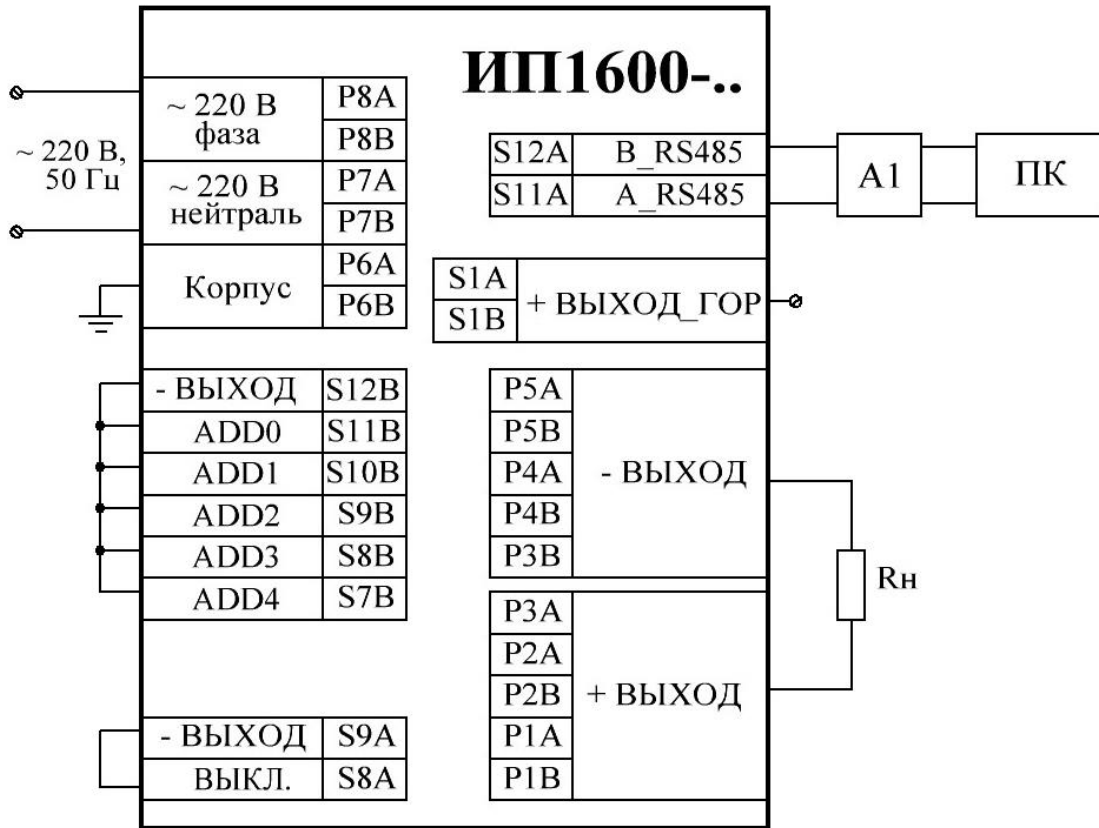 ИП1600-..
~ 220 В, 50 Гц
~ 220 В
фаза
P8A
P8B
~ 220 В
нейтраль
P7A
P7B
Корпус
P6A
P6B
S12A B_RS485
S11A A_RS485
A1
ПК
S1A
S1B
+ ВЫХОД_ГОР
- ВЫХОД S12B
ADD0 S11B
ADD1 S10B
ADD2 S9B
ADD3 S8B
ADD4 S7B
P5A
P5B
P4A
P4B
P3B
- ВЫХОД
Rн
P3A
P2A
P2B
P1A
P1B
+ ВЫХОД
- ВЫХОД S9A
ВЫКЛ. S8A